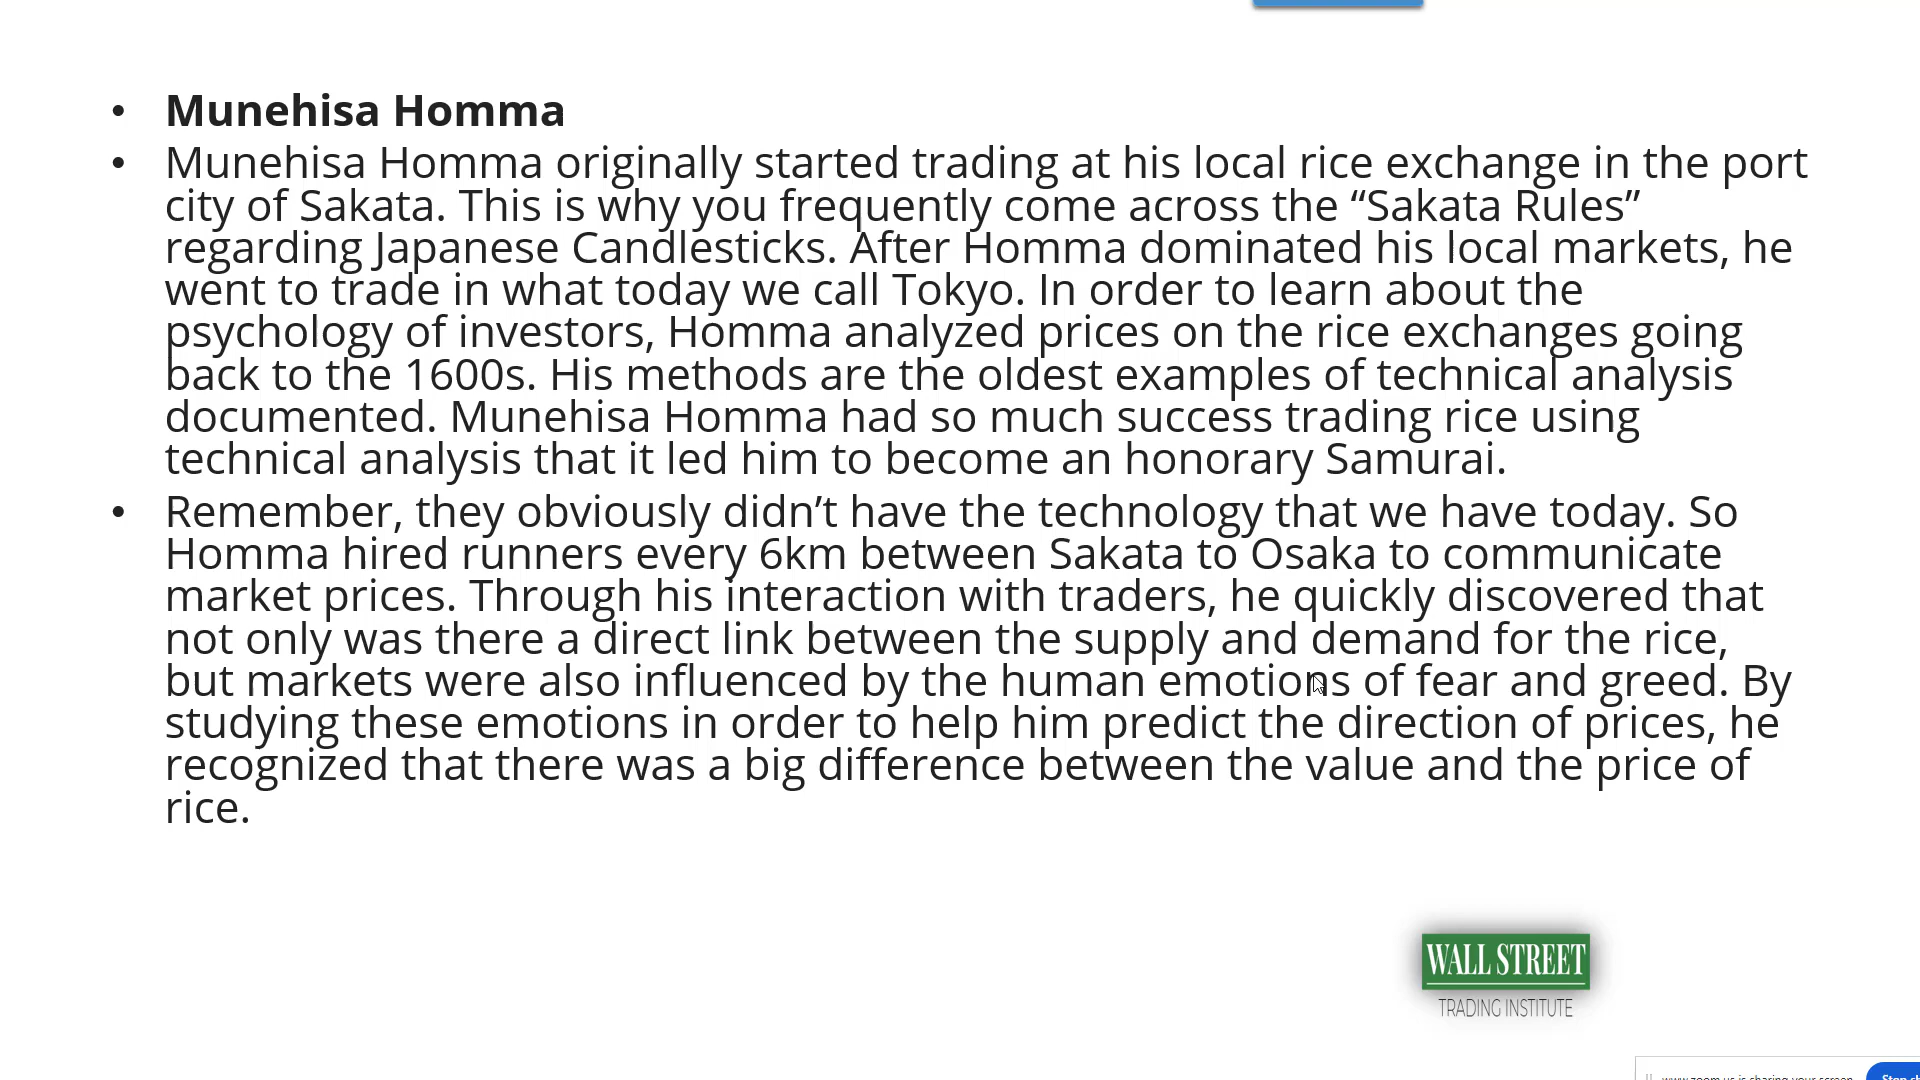 • Munehisa Homma
• Munehisa Homma originally started trading at his local rice exchange in the port
city of Sakata. This is why you frequently come across the “Sakata Rules”
regarding Japanese Candlesticks. After Homma dominated his local markets, he
went to trade in what today we call Tokyo. In order to learn about the
psychology of investors, Homma analyzed prices on the rice exchanges going
back to the 1600s. His methods are the oldest examples of technical analysis
documented. Munehisa Homma had so much success trading rice using
technical analysis that it led him to become an honorary Samurai.
• Remember, they obviously didn’t have the technology that we have today. So
Homma hired runners every 6km between Sakata to Osaka to communicate
market prices. Through his interaction with traders, he quickly discovered that
not only was there a direct link between the supply and demand for the rice,
but markets were also influenced by the human emotions of fear and greed. By
studying these emotions in order to help him predict the direction of prices, he
recognized that there was a big difference between the value and the price of
rice.
WALL STREET
TRADING INSTITUTE
www.zoom.us is sharing your screen.